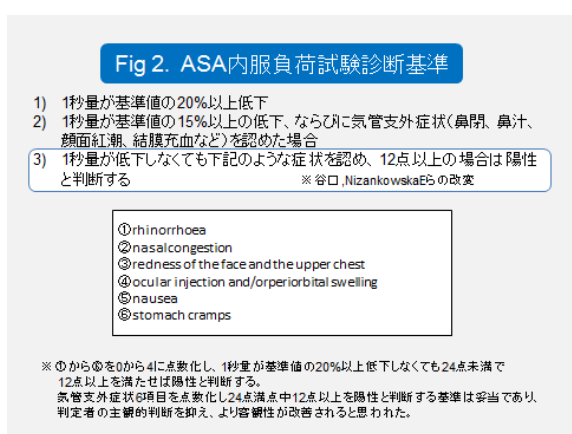 Fig 2. ASA内服負荷試験診断基準
1) 1秒量が基準値の20%以上低下
2) 1秒量が基準値の15%以上の低下、ならびに気管支外症状（鼻閉、鼻汁、
顔面紅潮、結膜充血など）を認めた場合
3) 1秒量が低下しなくても下記のような症状を認め、12点以上の場合は陽性
と判断する ※谷口,NizankowskaEらの改変
①rhinorrhoea
②nasalcongestion
③redness of the face and the upper chest
④ocular injection and/orperiorbital swelling
⑤nausea
⑥stomach cramps
※①から⑥を0から4に点数化し、1秒量が基準値の20%以上低下しなくても24点未満で
12点以上を満たせば陽性と判断する。
気管支外症状6項目を点数化し24点満点中12点以上を陽性と判断する基準は妥当であり、
判定者の主観的判断を抑え、より客観性が改善されると思われた。